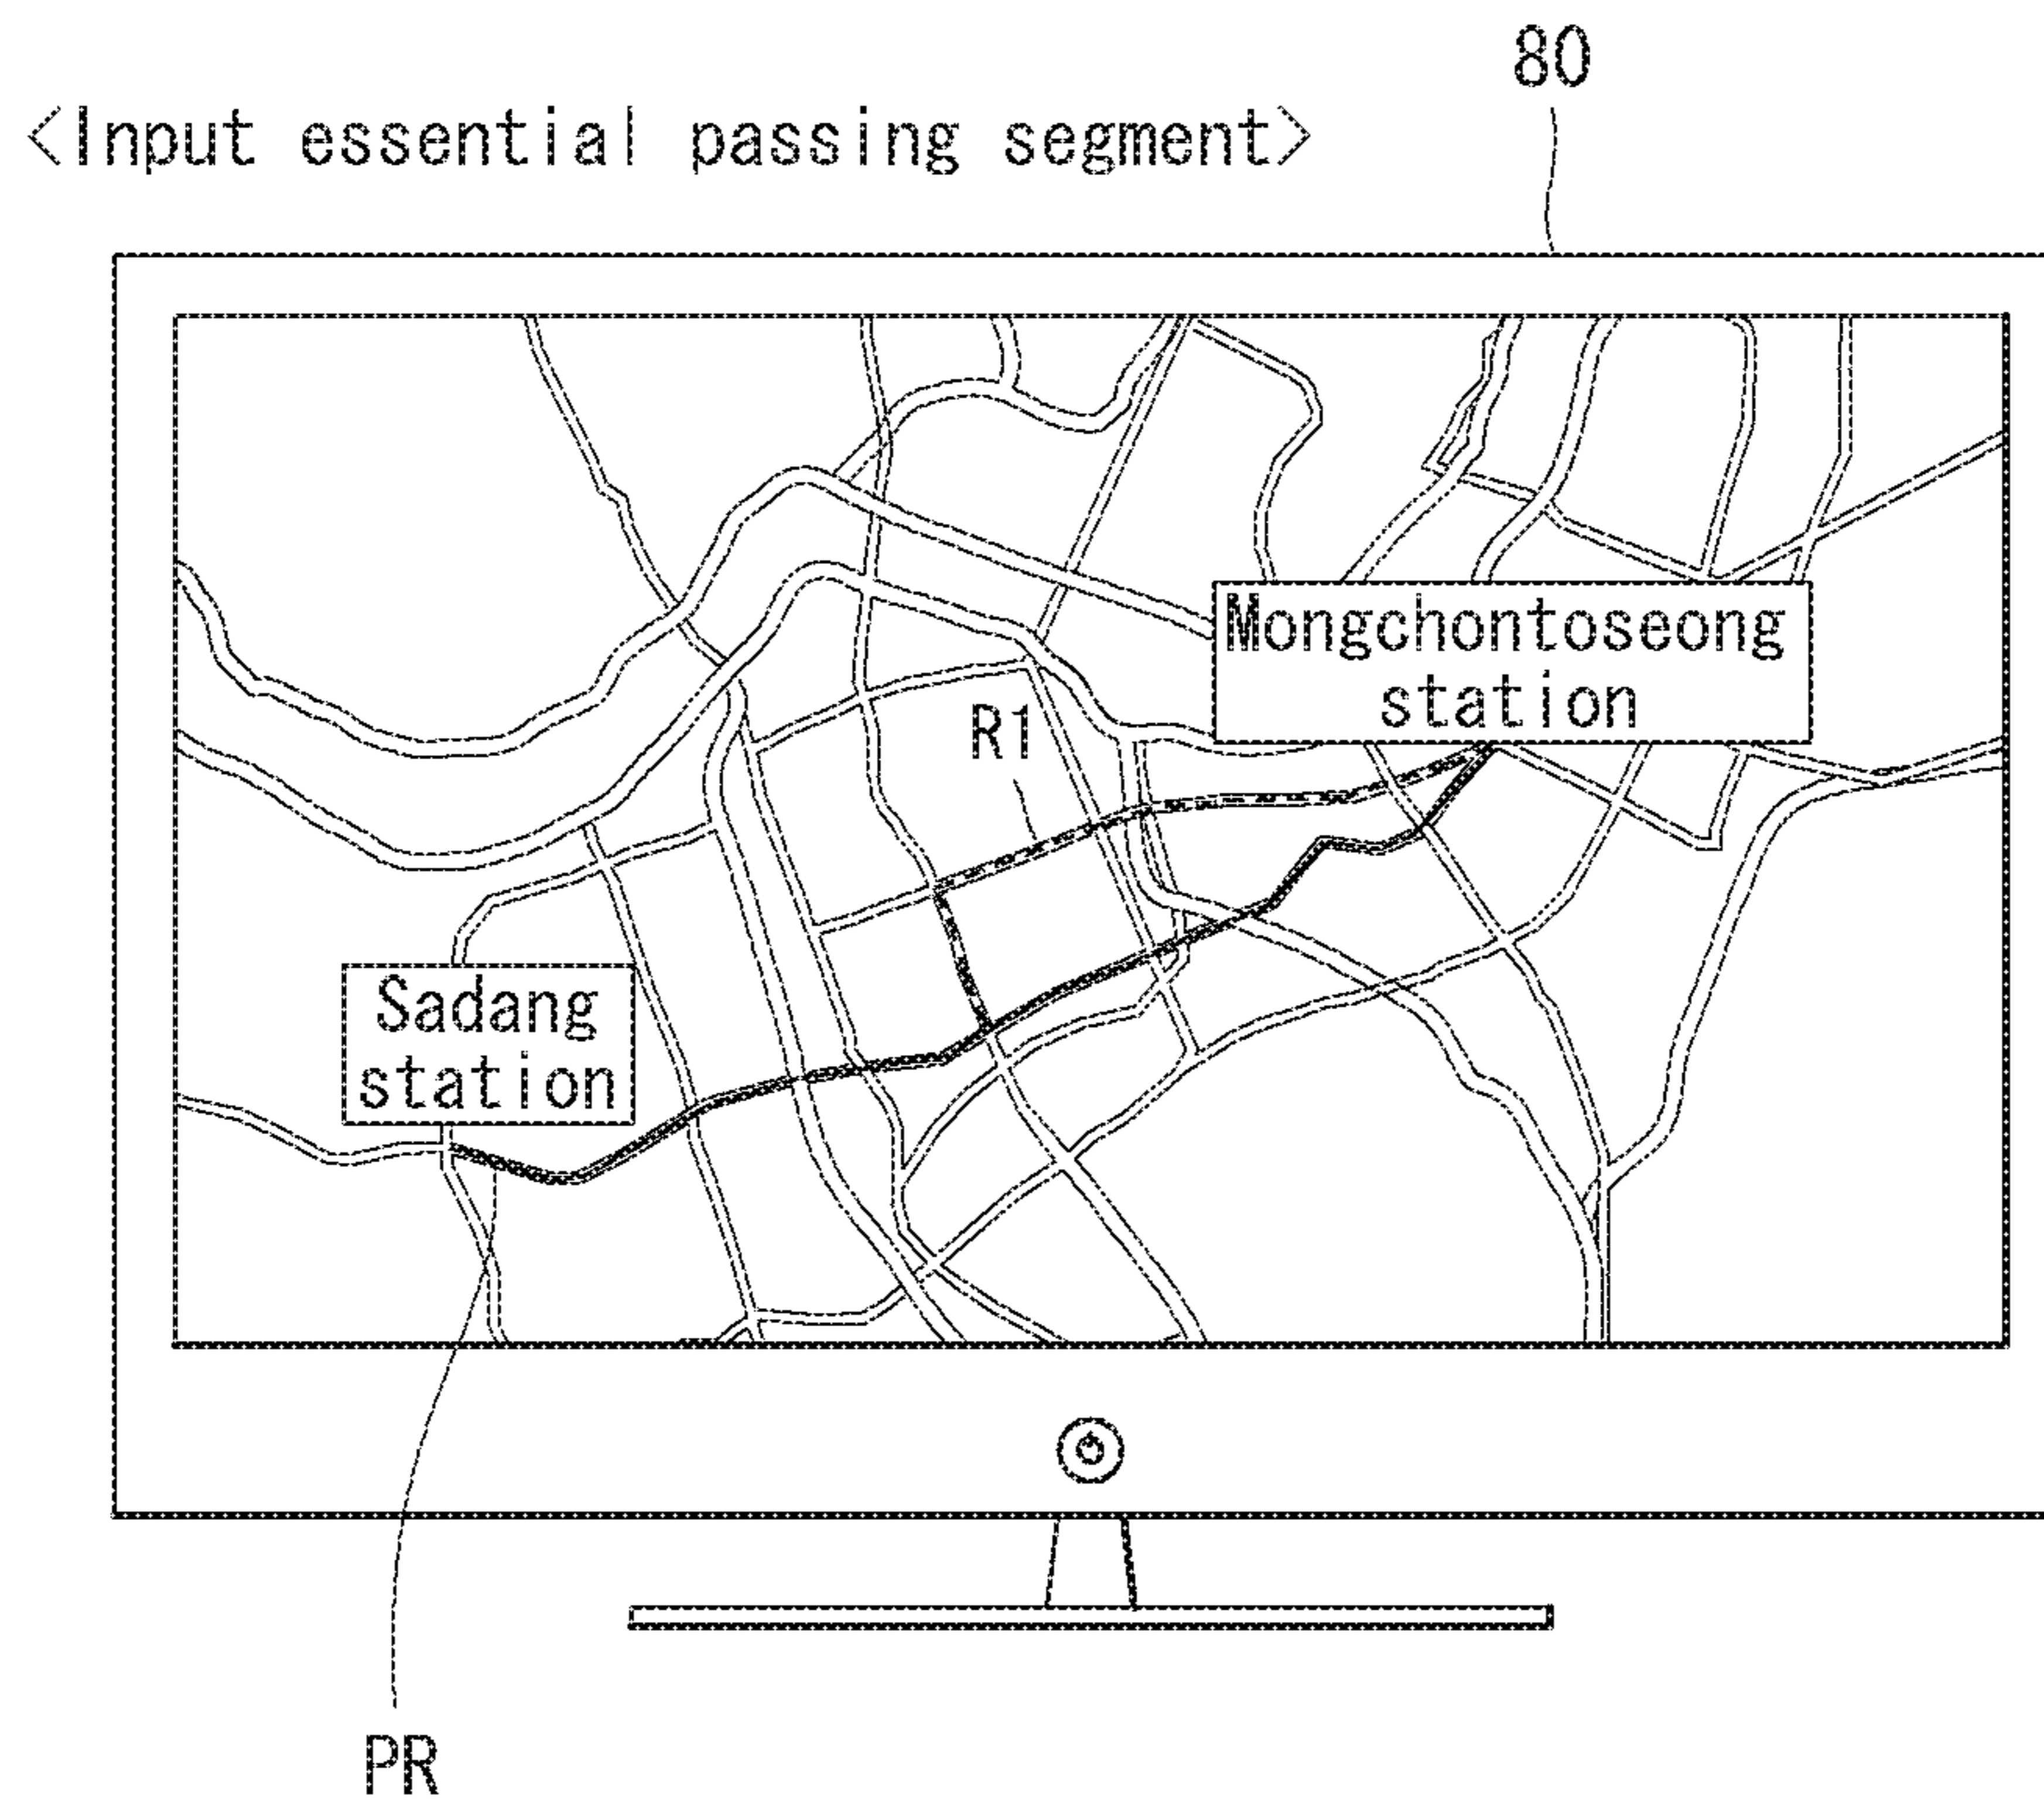 80
<Input essential passing segment>
Mongchontoseong
station
R1
Sadang
station
PR